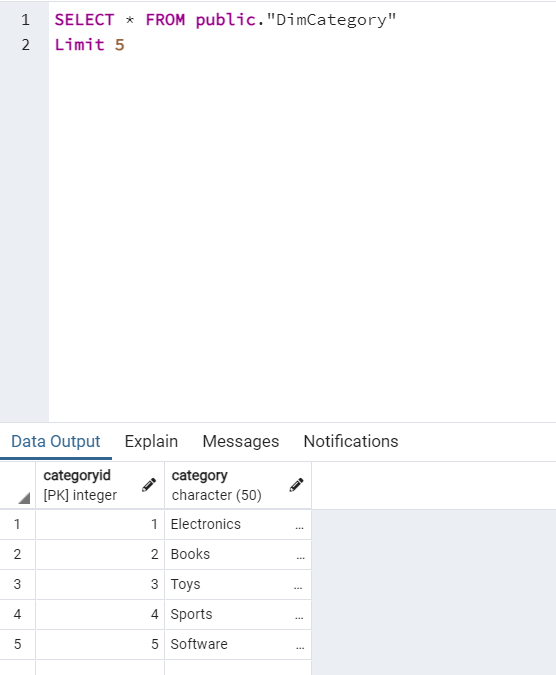 1 SELECT * FROM public."DimCategory"
2 Limit 5
Data Output Explain Messages Notifications
categoryid category
[PK] integer character (50)
1 1 Electronics ...
2 2 Books ...
3 3 Toys ...
4 4 Sports ...
5 5 Software ...